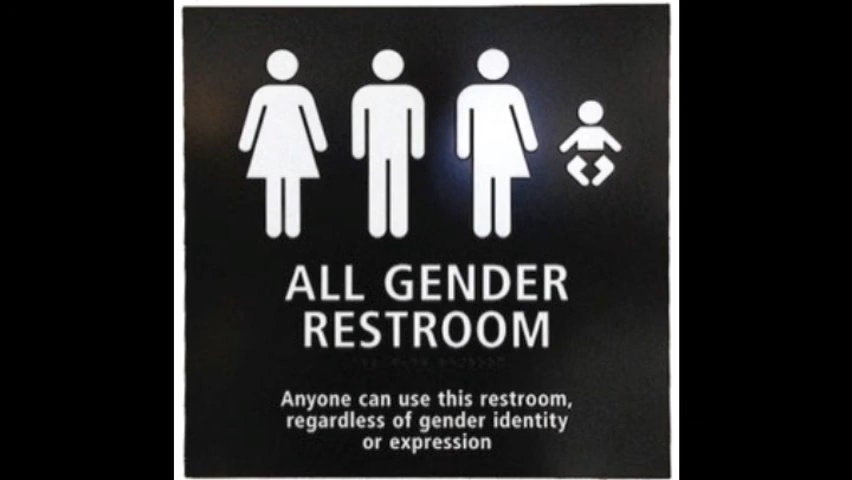 ALL GENDER
RESTROOM
Anyone can use this restroom,
regardless of gender identity
or expression